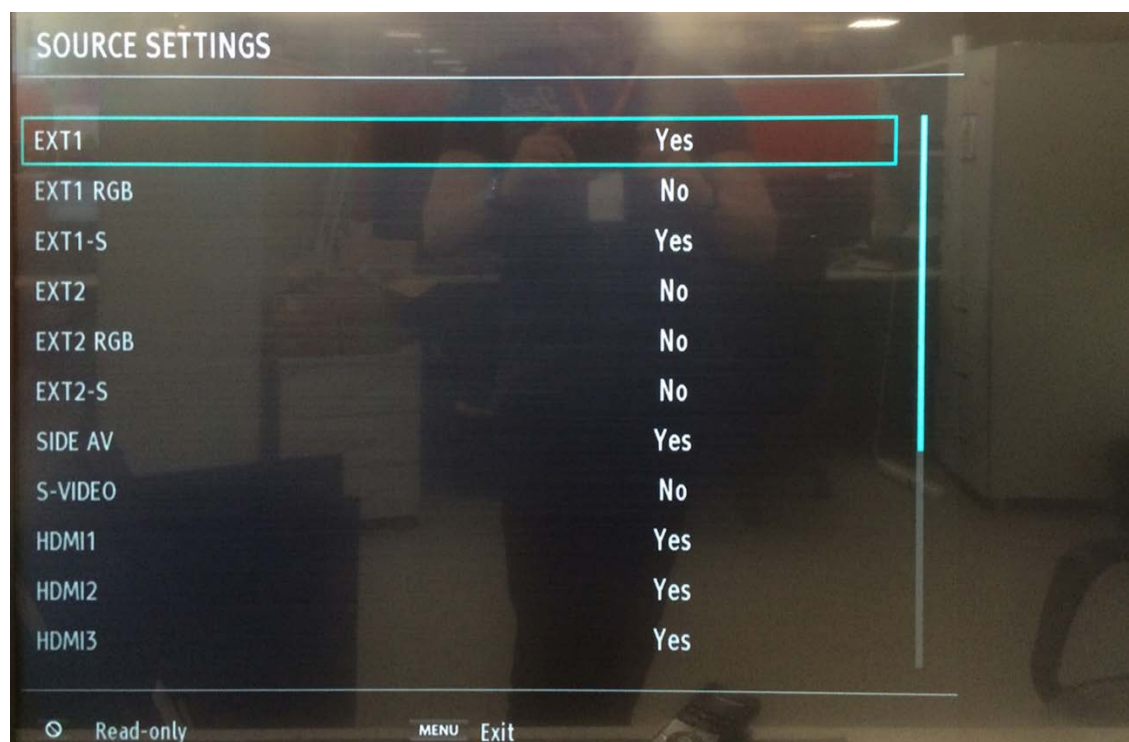 SOURCE SETTINGS
EXT1 Yes
EXT1 RGB No
EXT1-S Yes
EXT2 No
EXT2 RGB No
EXT2-S No
SIDE AV Yes
S-VIDEO No
HDMI1 Yes
HDMI2 Yes
HDMI3 Yes
Read-only MENU Exit